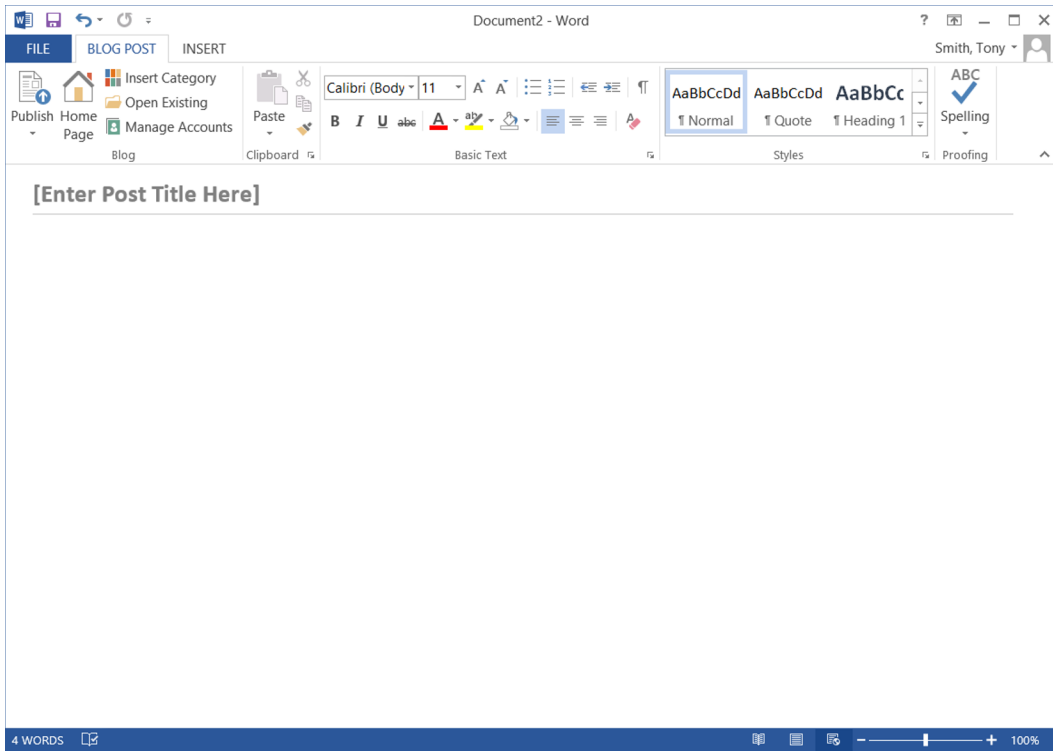 Document2 - Word
?
FILE BLOG POST INSERT Smith, Tony
Publish
Home Page
Insert Category
Open Existing
Manage Accounts
Blog
Paste
Clipboard
Calibri (Body 11 A A ¶
B I U abc A aby A
Basic Text
AaBbCcDd AaBbCcDd AaBbCc
¶ Normal ¶ Quote ¶ Heading 1
Styles
ABC
Spelling
Proofing
[Enter Post Title Here]
4 WORDS 100%